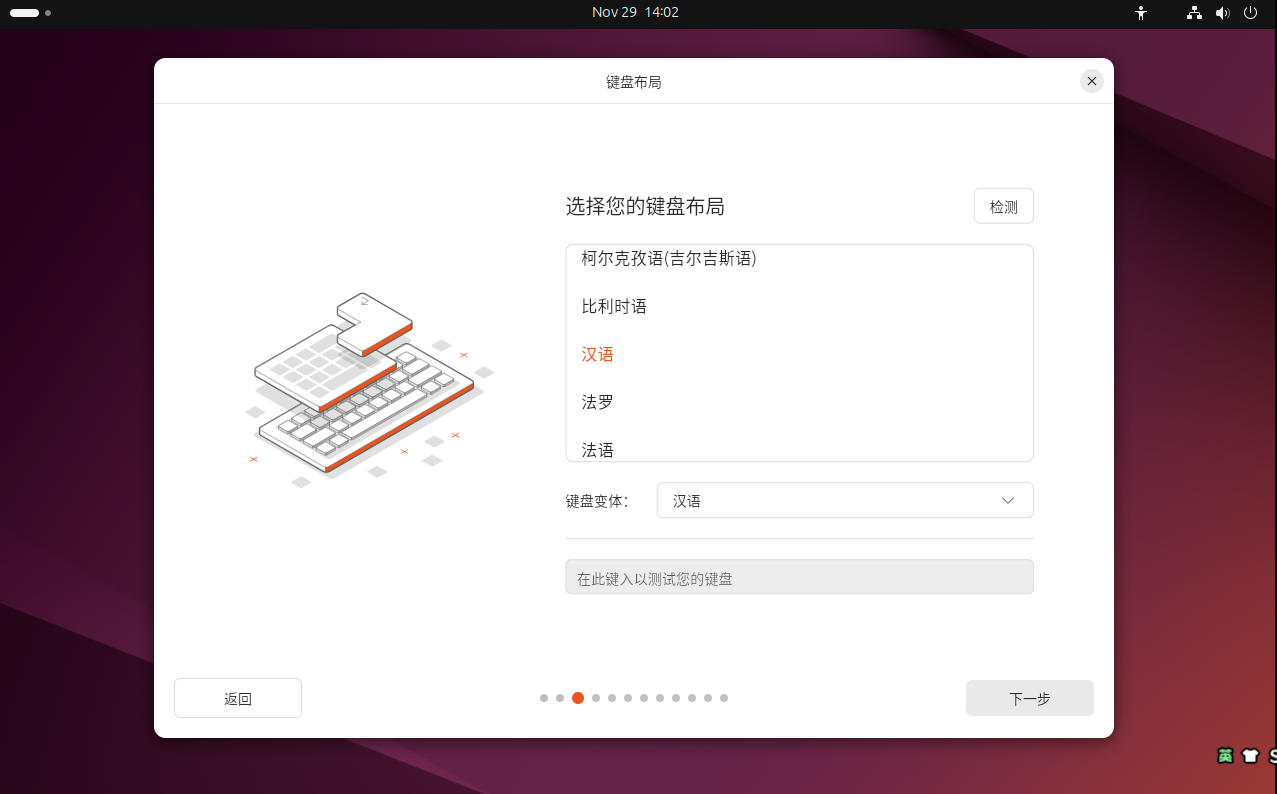 Nov 29 14:02
键盘布局
选择您的键盘布局
检测
柯尔克孜语(吉尔吉斯语)
比利时语
汉语
法罗
法语
键盘变体：
汉语
在此键入以测试您的键盘
返回
下一步
英
S